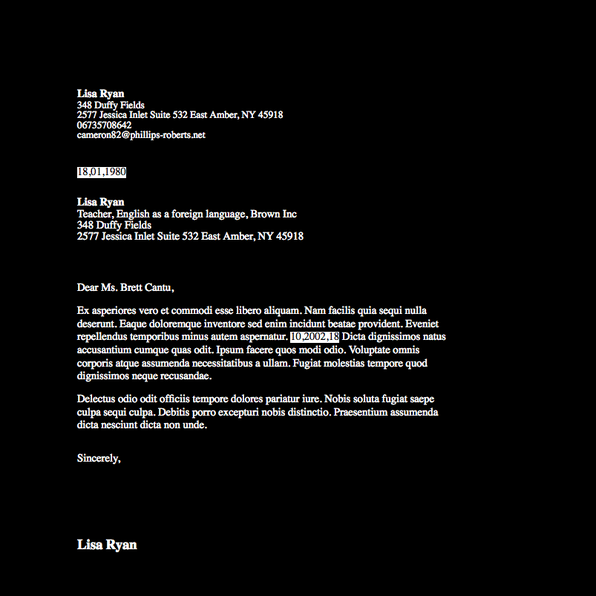 Lisa Ryan
348 Duffy Fields
2577 Jessica Inlet Suite 532 East Amber, NY 45918
06735708642
cameron82@phillips-roberts.net
18,01,1980
Lisa Ryan
Teacher, English as a foreign language, Brown Inc
348 Duffy Fields
2577 Jessica Inlet Suite 532 East Amber, NY 45918
Dear Ms. Brett Cantu,
Ex asperiores vero et commodi esse libero aliquam. Nam facilis quia sequi nulla
deserunt. Eaque doloremque inventore sed enim incidunt beatae provident. Eveniet
repellendus temporibus minus autem aspernatur. 10,2002,18 Dicta dignissimos natus
accusantium cumque quas odit. Ipsum facere quos modi odio. Voluptate omnis
corporis atque assumenda necessitatibus a ullam. Fugiat molestias tempore quod
dignissimos neque recusandae.
Delectus odio odit officiis tempore dolores pariatur iure. Nobis soluta fugiat saepe
culpa sequi culpa. Debitis porro excepturi nobis distinctio. Praesentium assumenda
dicta nesciunt dicta non unde.
Sincerely,
Lisa Ryan